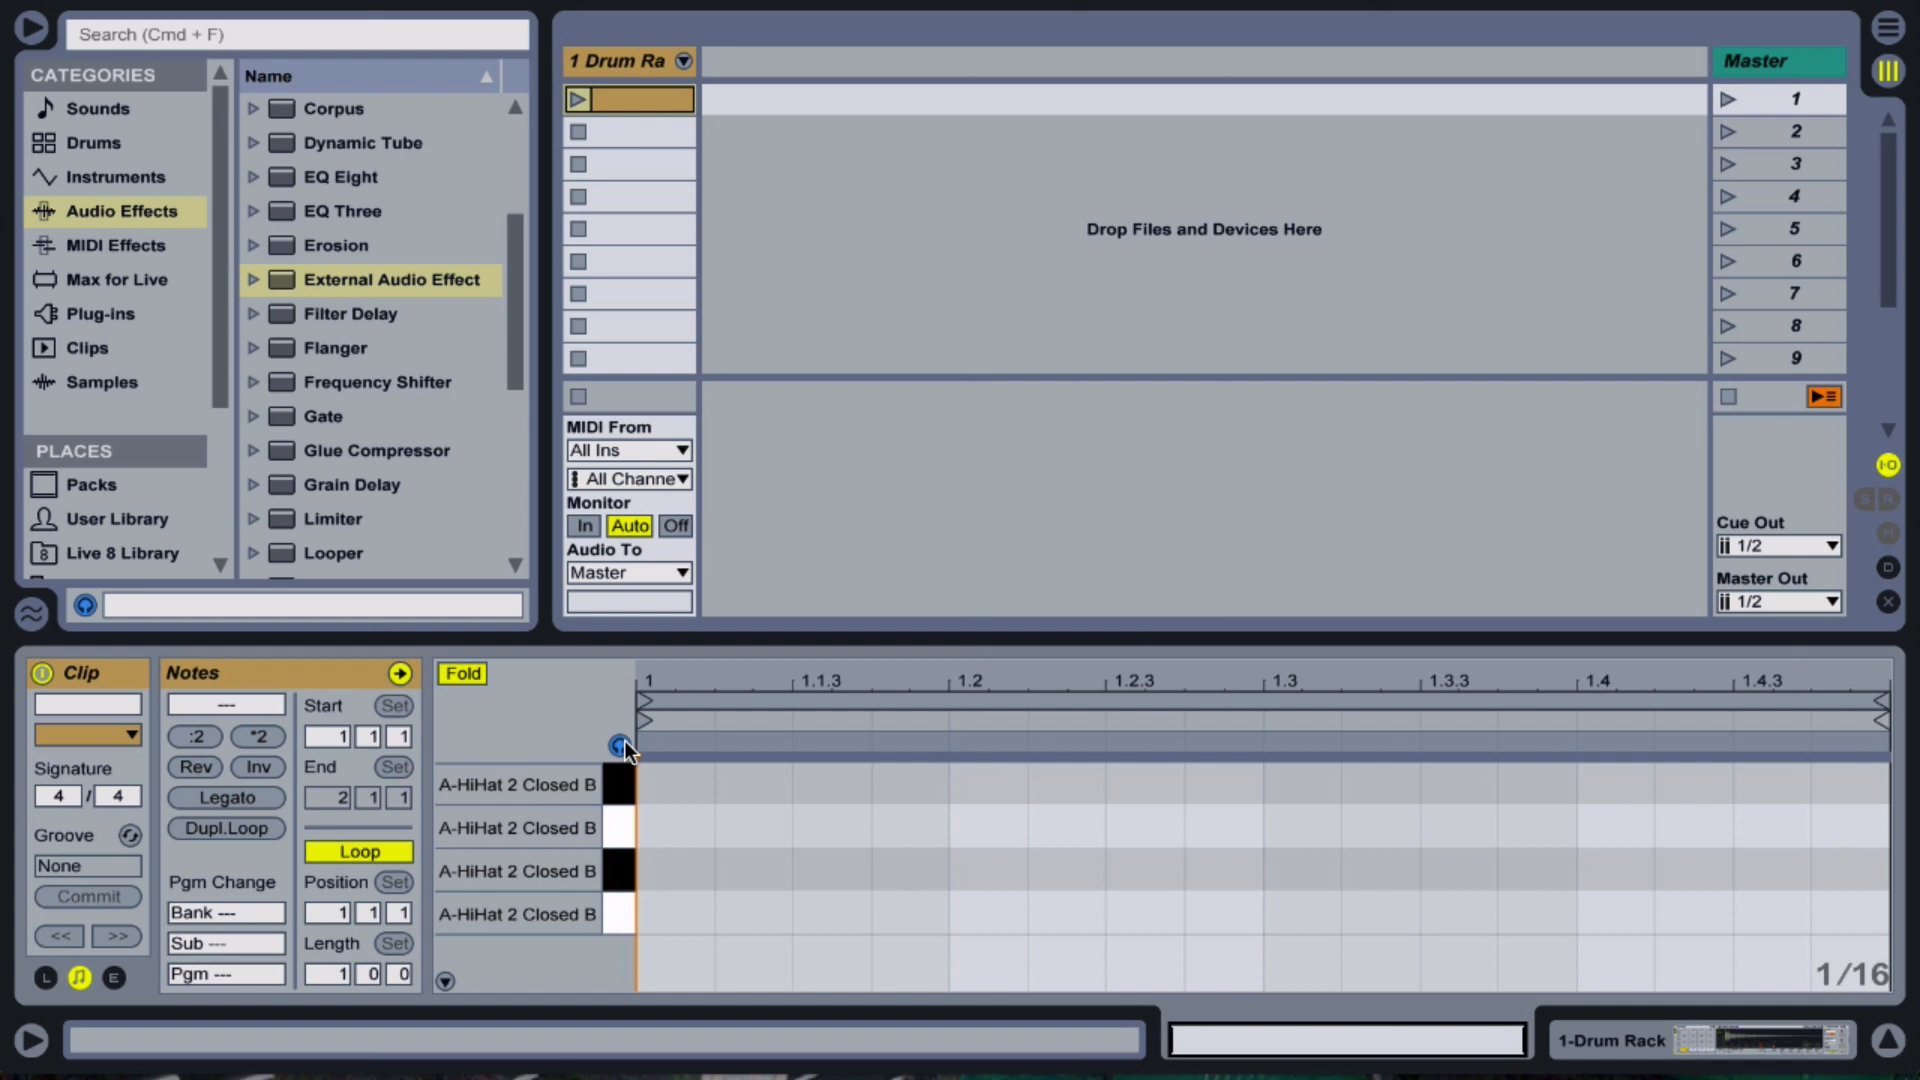 Search (Cmd + F)
CATEGORIES
Sounds
Drums
Instruments
Audio Effects
MIDI Effects
Max for Live
Plug-ins
Clips
Samples
PLACES
Packs
User Library
8 Live 8 Library
Name
Corpus
Dynamic Tube
EQ Eight
EQ Three
Erosion
External Audio Effect
Filter Delay
Flanger
Frequency Shifter
Gate
Glue Compressor
Grain Delay
Limiter
Looper
1 Drum Ra
MIDI From
All Ins
All Channe
Monitor
In Auto Off
Audio To
Master
Drop Files and Devices Here
Master
1
2
3
4
5
6
7
8
9
Cue Out
1/2
Master Out
1/2
I·O
S R
M
D
X
Clip
Signature
4 / 4
Groove
None
Commit
<< >>
L E
Notes
---
:2 *2
Rev Inv
Legato
Dupl.Loop
Pgm Change
Bank ---
Sub ---
Pgm ---
Start Set
1 1 1
End Set
2 1 1
Loop
Position Set
1 1 1
Length Set
1 0 0
Fold
1 1.1.3 1.2 1.2.3 1.3 1.3.3 1.4 1.4.3
A-HiHat 2 Closed B
A-HiHat 2 Closed B
A-HiHat 2 Closed B
A-HiHat 2 Closed B
1/16
1-Drum Rack